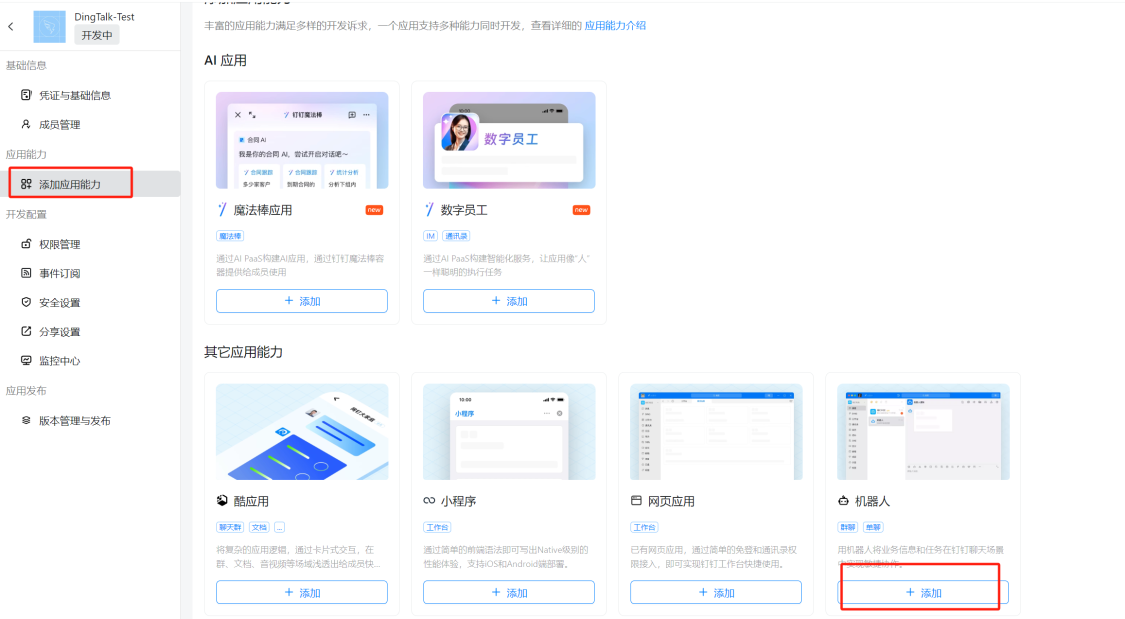 DingTalk-Test
开发中
基础信息
凭证与基础信息
成员管理
应用能力
添加应用能力
开发配置
权限管理
事件订阅
安全设置
分享设置
监控中心
应用发布
版本管理与发布
丰富的应用能力满足多样的开发诉求，一个应用支持多种能力同时开发，查看详细的 应用能力介绍
AI 应用
钉钉魔法棒
合同 AI
我是你的合同 AI，尝试开启对话吧～
合同跟踪 合同跟踪 统计分析
多少家客户 到期合同的 分析下组内
魔法棒应用 new
魔法棒
通过AI PaaS构建AI应用，通过钉钉魔法棒容
器提供给成员使用
+ 添加
10:00
数字员工
数字员工 new
IM 通讯录
通过AI PaaS构建智能化服务，让应用像“人”
一样聪明的执行任务
+ 添加
其它应用能力
酷应用
聊天群 文档 ...
将复杂的应用逻辑，通过卡片式交互，在
群、文档、音视频等场域浅透出给成员快...
+ 添加
10:00
小程序
小程序
工作台
通过简单的前端语法即可写出Native级别的
性能体验，支持iOS和Android端部署。
+ 添加
网页应用
工作台
已有网页应用，通过简单的免登和通讯录权
限接入，即可实现钉钉工作台快捷使用。
+ 添加
机器人
群聊 单聊
用机器人将业务信息和任务在钉钉聊天场景
中实现敏捷协作。
+ 添加